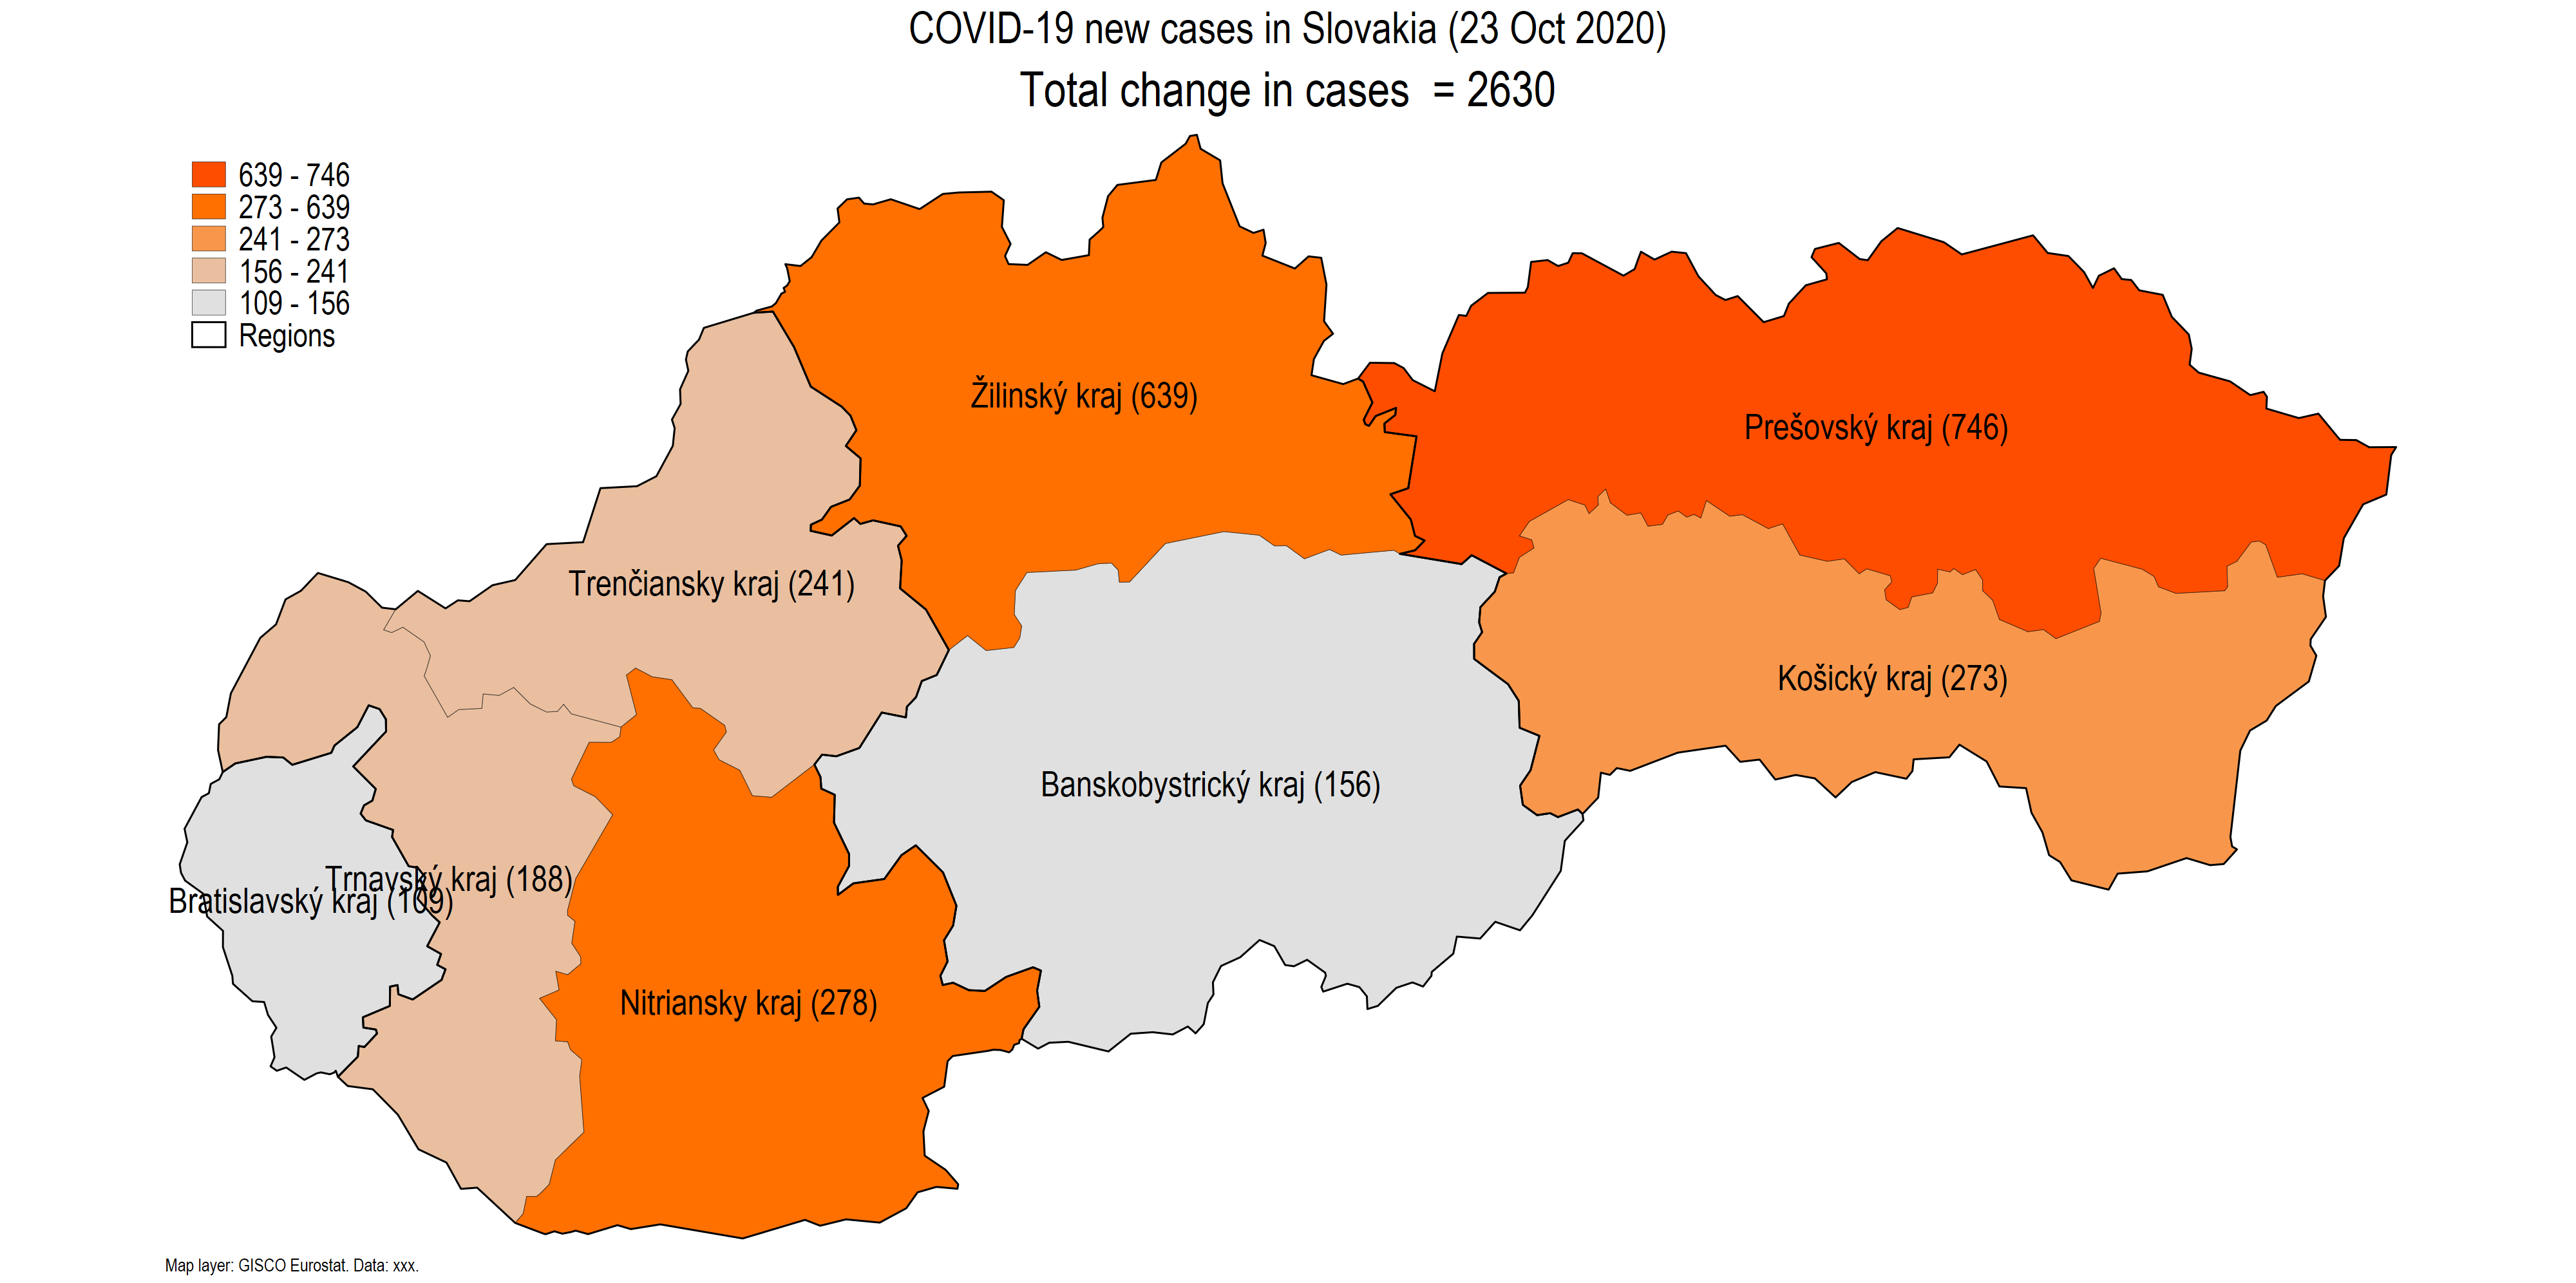 COVID-19 new cases in Slovakia (23 Oct 2020)
Total change in cases  = 2630
639 - 746
273 - 639
241 - 273
156 - 241
109 - 156
Regions
Žilinský kraj (639)
Prešovský kraj (746)
Trenčiansky kraj (241)
Košický kraj (273)
Banskobystrický kraj (156)
Trnavský kraj (188)
Bratislavský kraj (109)
Nitriansky kraj (278)
Map layer: GISCO Eurostat. Data: xxx.